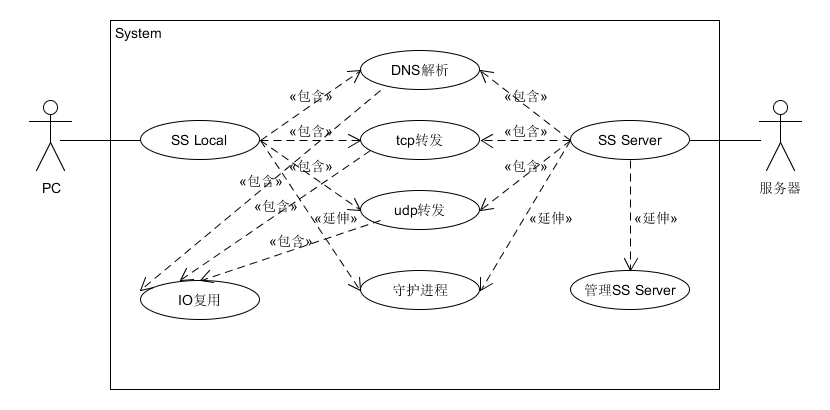 System
DNS解析
«包含»
«包含»
SS Local
«包含»
tcp转发
«包含»
SS Server
«包含»
«包含»
«包含»
«包含»
PC
服务器
«延伸»
udp转发
«延伸»
«延伸»
«包含»
IO复用
守护进程
管理SS Server